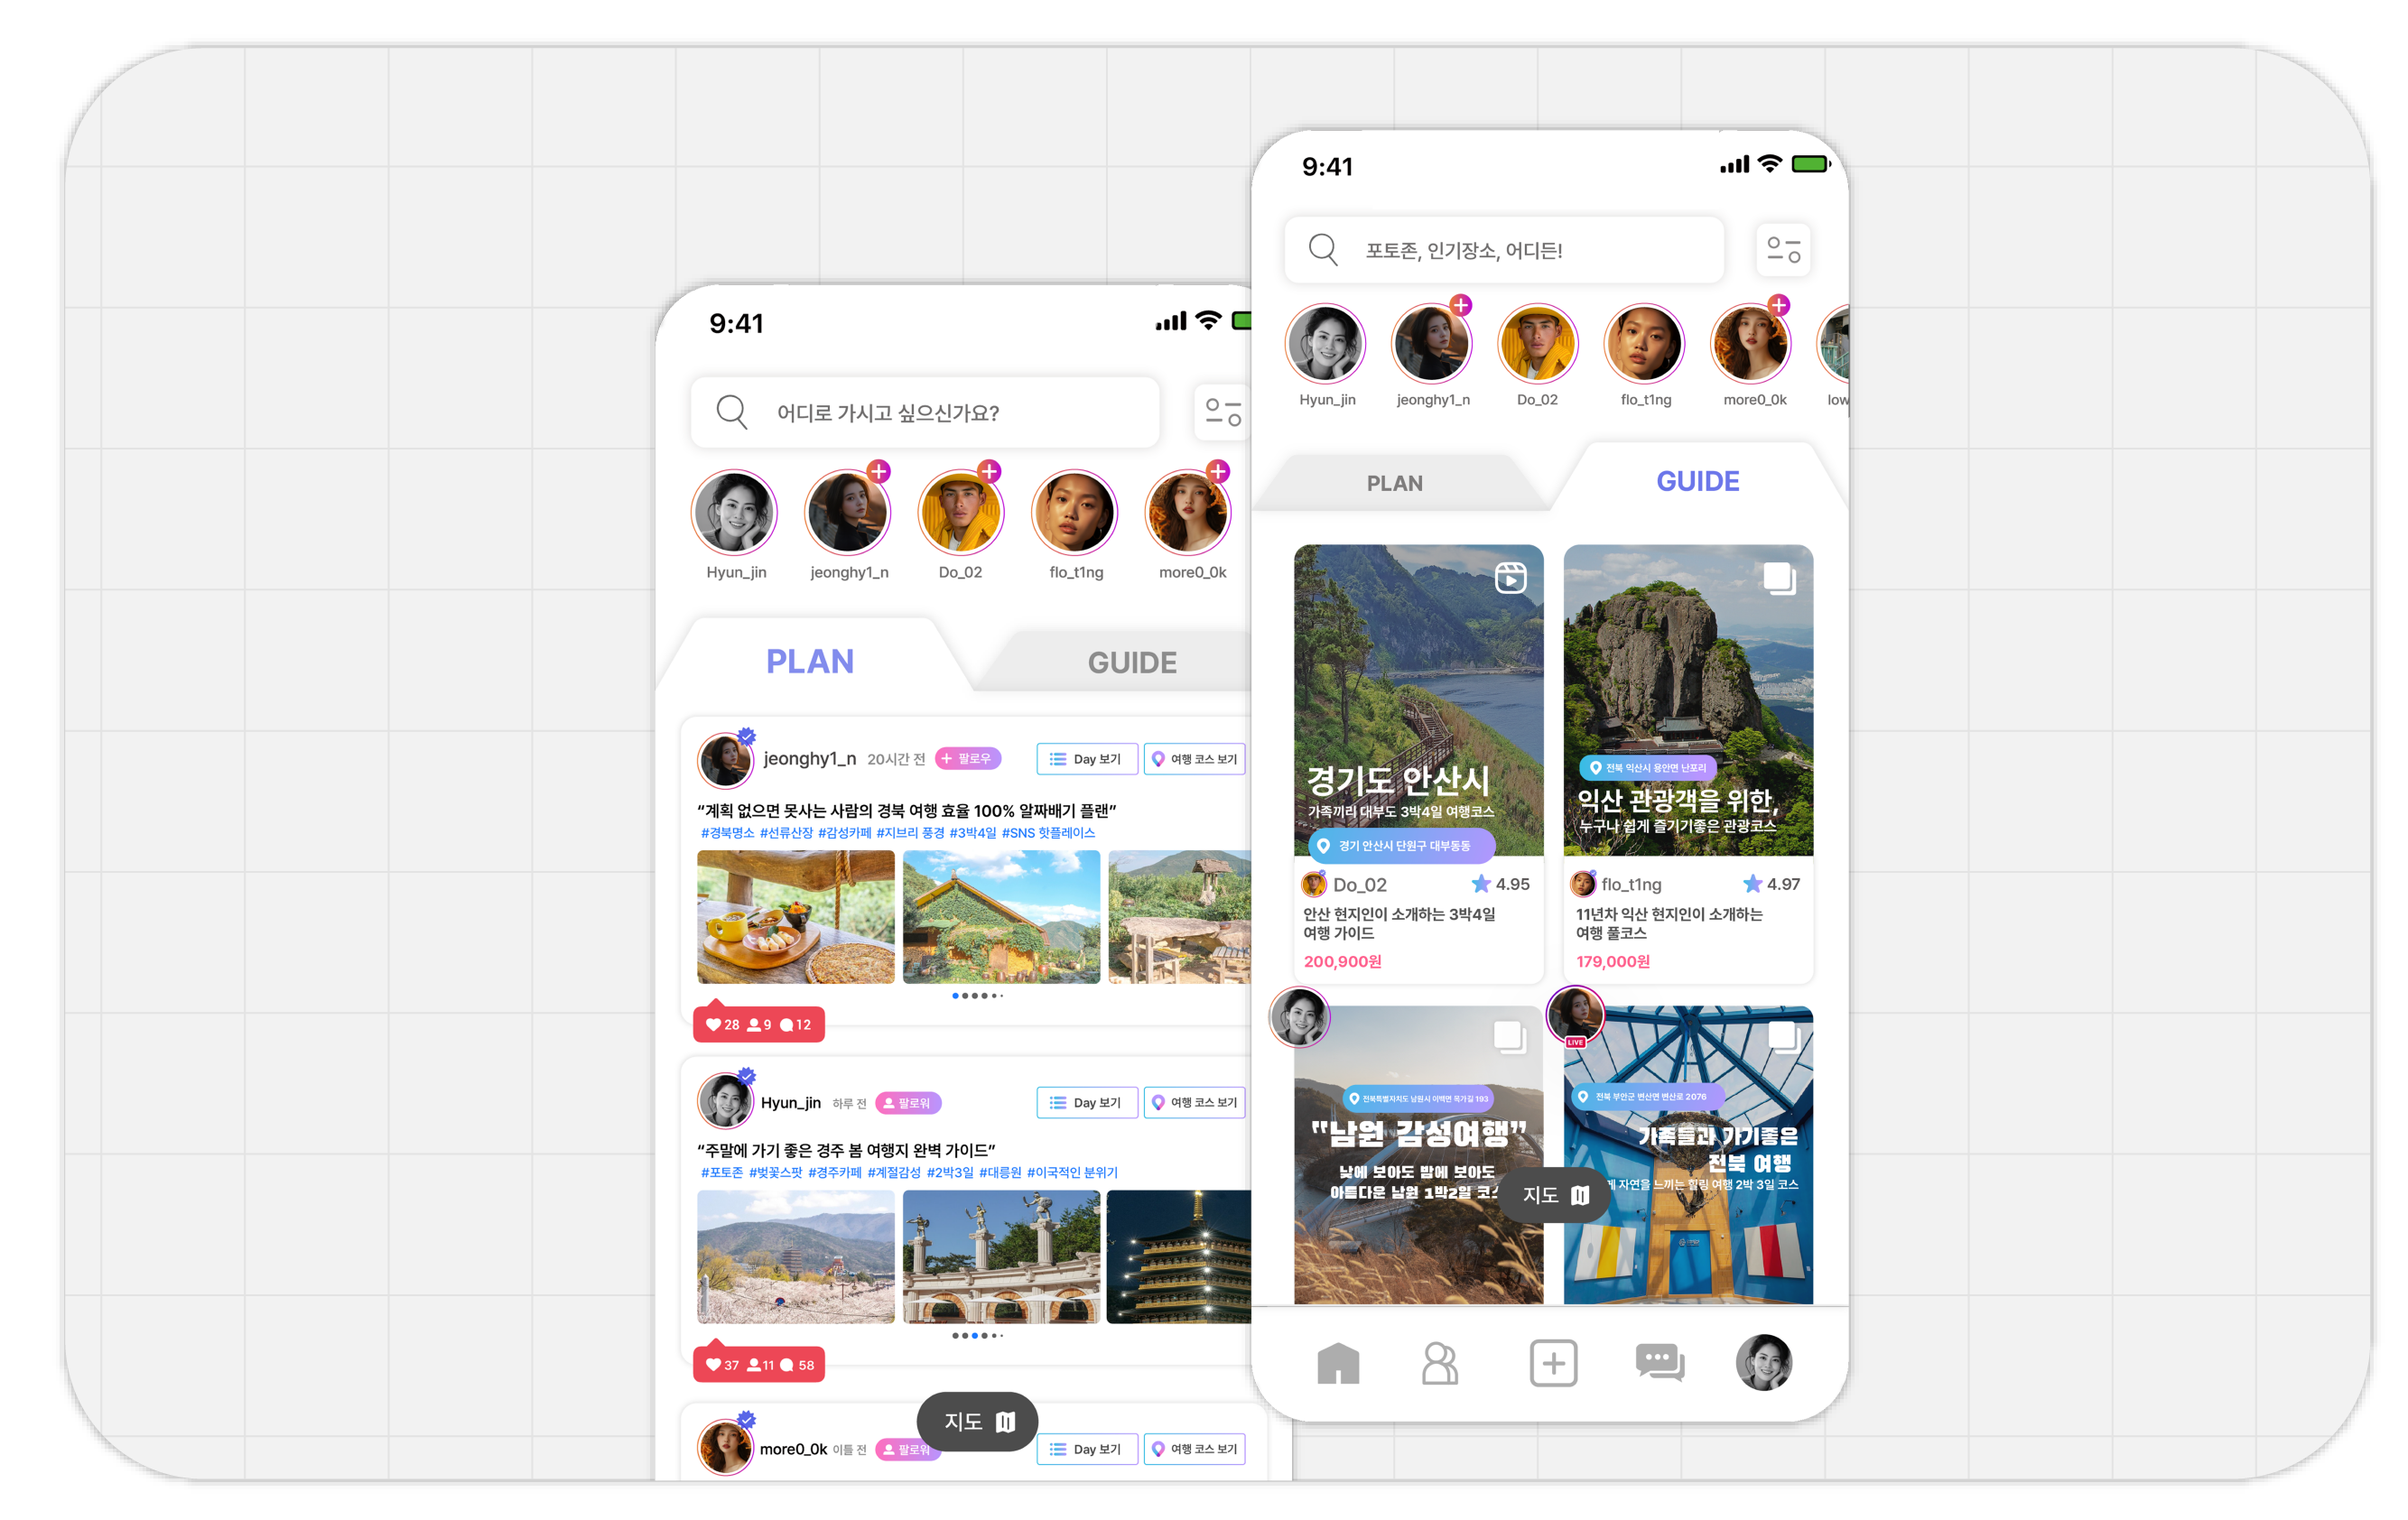 9:41
어디로 가시고 싶으신가요?
Hyun_jin
jeonghy1_n
Do_02
flo_t1ng
more0_0k
PLAN
GUIDE
jeonghy1_n 20시간 전 + 팔로우
Day 보기
여행 코스 보기
“계획 없으면 못사는 사람의 경북 여행 효율 100% 알짜배기 플랜”
#경북명소 #선류산장 #감성카페 #지브리 풍경 #3박4일 #SNS 핫플레이스
28 9 12
Hyun_jin 하루 전 팔로워
Day 보기
여행 코스 보기
“주말에 가기 좋은 경주 봄 여행지 완벽 가이드”
#포토존 #벚꽃스팟 #경주카페 #계절감성 #2박3일 #대릉원 #이국적인 분위기
37 11 58
more0_0k 이틀 전 팔로워
Day 보기
여행 코스 보기
지도
9:41
포토존, 인기장소, 어디든!
Hyun_jin
jeonghy1_n
Do_02
flo_t1ng
more0_0k
low
PLAN
GUIDE
경기도 안산시
가족끼리 대부도 3박4일 여행코스
경기 안산시 단원구 대부동동
Do_02 4.95
안산 현지인이 소개하는 3박4일
여행 가이드
200,900원
전북 익산시 용안면 난포리
익산 관광객을 위한,
누구나 쉽게 즐기기좋은 관광코스
flo_t1ng 4.97
11년차 익산 현지인이 소개하는
여행 풀코스
179,000원
전북특별자치도 남원시 이백면 목가길 193
“남원 감성여행”
낮에 보아도 밤에 보아도
아름다운 남원 1박2일 코스
LIVE
전북 부안군 변산면 변산로 2076
가족들과 가기좋은
전북 여행
자연을 느끼는 힐링 여행 2박 3일 코스
지도